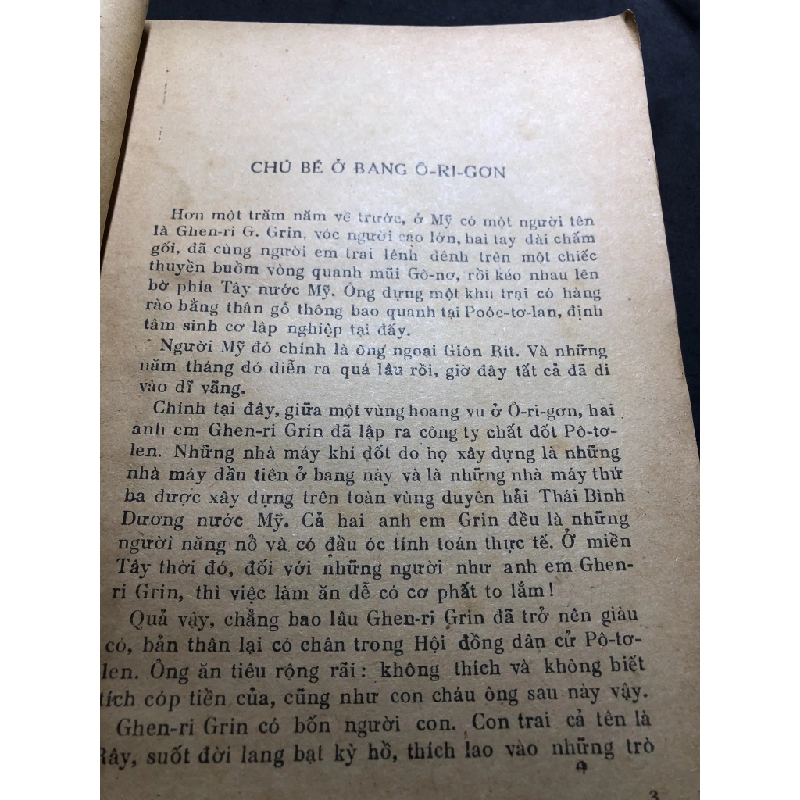 CHÚ BÉ Ở BANG Ô-RI-GƠN
Hơn một trăm năm về trước, ở Mỹ có một người tên
là Ghen-ri G. Grin, vóc người cao lớn, hai tay dài chấm
gối, đã cùng người em trai lênh đênh trên một chiếc
thuyền buồm vòng quanh mũi Gò-nơ, rồi kéo nhau lên
bờ phía Tây nước Mỹ. Ông dựng một khu trại có hàng
rào bằng thân gỗ thông bao quanh tại Poóc-tơ-lan, định
tâm sinh cơ lập nghiệp tại đấy.
Người Mỹ đó chính là ông ngoại Giôn Rít. Và những
năm tháng đó diễn ra quá lâu rồi, giờ đây tất cả đã đi
vào dĩ vãng.
Chính tại đây, giữa một vùng hoang vu ở Ô-ri-gơn, hai
anh em Ghen-ri Grin đã lập ra công ty chất đốt Pô-tơ-
len. Những nhà máy khí đốt do họ xây dựng là những
nhà máy đầu tiên ở bang này và là những nhà máy thứ
ba được xây dựng trên toàn vùng duyên hải Thái Bình
Dương nước Mỹ. Cả hai anh em Grin đều là những
người năng nổ và có đầu óc tính toán thực tế. Ở miền
Tây thời đó, đối với những người như anh em Ghen-
ri Grin, thì việc làm ăn dễ có cơ phất to lắm!
Quả vậy, chẳng bao lâu Ghen-ri Grin đã trở nên giàu
có, bản thân lại có chân trong Hội đồng dân cử Pô-tơ-
len. Ông ăn tiêu rộng rãi: không thích và không biết
tích cóp tiền của, cũng như con cháu ông sau này vậy.
Ghen-ri Grin có bốn người con. Con trai cả tên là
Rây, suốt đời lang bạt kỳ hồ, thích lao vào những trò
3